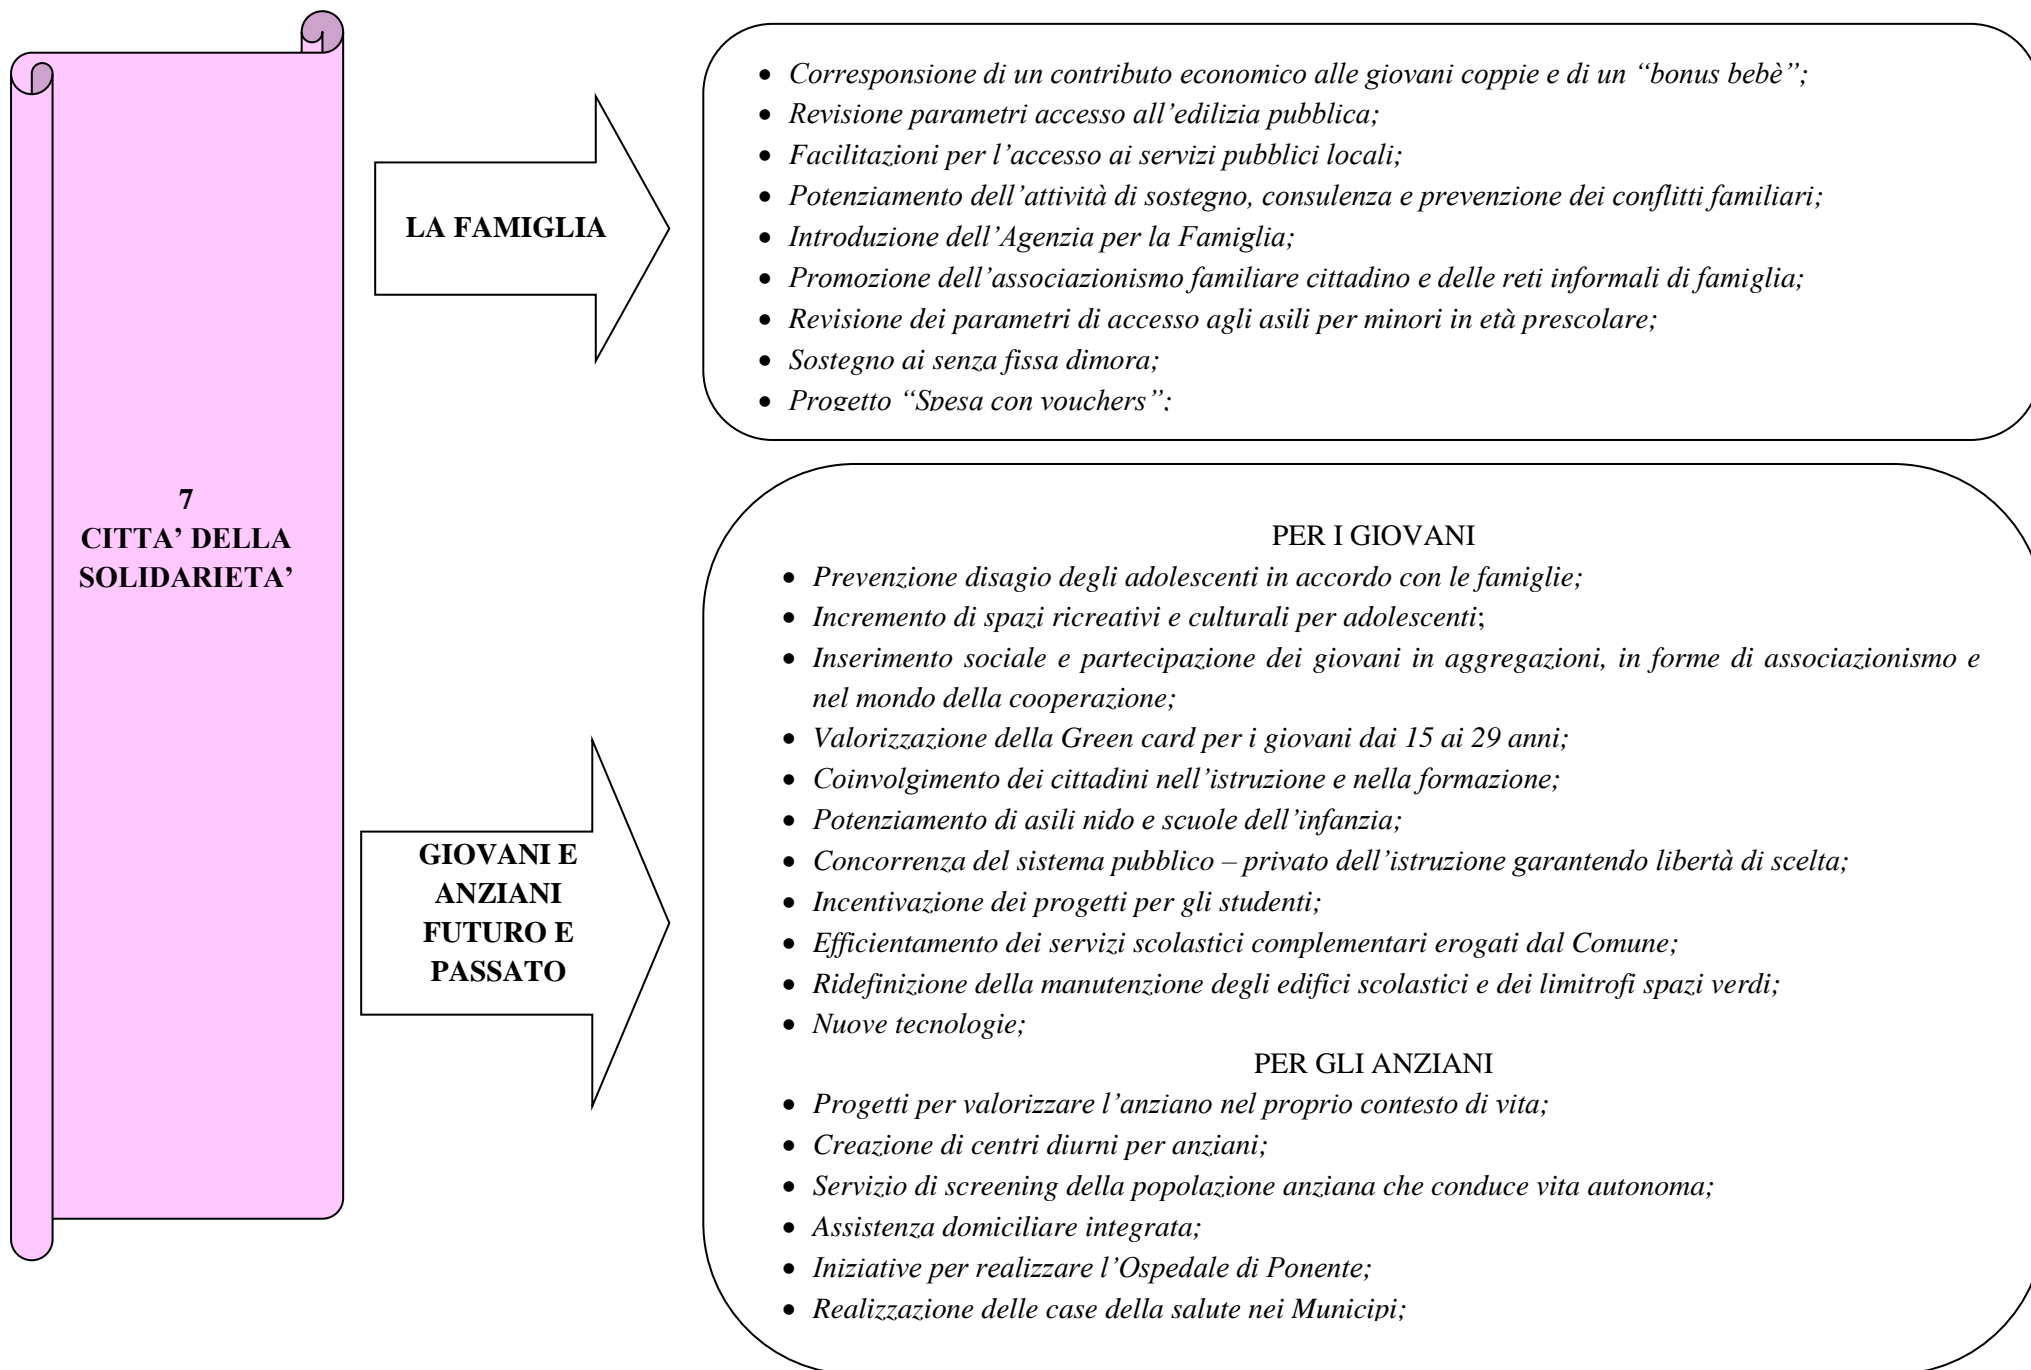 7
CITTA’ DELLA
SOLIDARIETA’
LA FAMIGLIA
• Corresponsione di un contributo economico alle giovani coppie e di un “bonus bebè”;
• Revisione parametri accesso all’edilizia pubblica;
• Facilitazioni per l’accesso ai servizi pubblici locali;
• Potenziamento dell’attività di sostegno, consulenza e prevenzione dei conflitti familiari;
• Introduzione dell’Agenzia per la Famiglia;
• Promozione dell’associazionismo familiare cittadino e delle reti informali di famiglia;
• Revisione dei parametri di accesso agli asili per minori in età prescolare;
• Sostegno ai senza fissa dimora;
• Progetto “Spesa con vouchers”;
GIOVANI E
ANZIANI
FUTURO E
PASSATO
PER I GIOVANI
• Prevenzione disagio degli adolescenti in accordo con le famiglie;
• Incremento di spazi ricreativi e culturali per adolescenti;
• Inserimento sociale e partecipazione dei giovani in aggregazioni, in forme di associazionismo e
nel mondo della cooperazione;
• Valorizzazione della Green card per i giovani dai 15 ai 29 anni;
• Coinvolgimento dei cittadini nell’istruzione e nella formazione;
• Potenziamento di asili nido e scuole dell’infanzia;
• Concorrenza del sistema pubblico – privato dell’istruzione garantendo libertà di scelta;
• Incentivazione dei progetti per gli studenti;
• Efficientamento dei servizi scolastici complementari erogati dal Comune;
• Ridefinizione della manutenzione degli edifici scolastici e dei limitrofi spazi verdi;
• Nuove tecnologie;
PER GLI ANZIANI
• Progetti per valorizzare l’anziano nel proprio contesto di vita;
• Creazione di centri diurni per anziani;
• Servizio di screening della popolazione anziana che conduce vita autonoma;
• Assistenza domiciliare integrata;
• Iniziative per realizzare l’Ospedale di Ponente;
• Realizzazione delle case della salute nei Municipi;